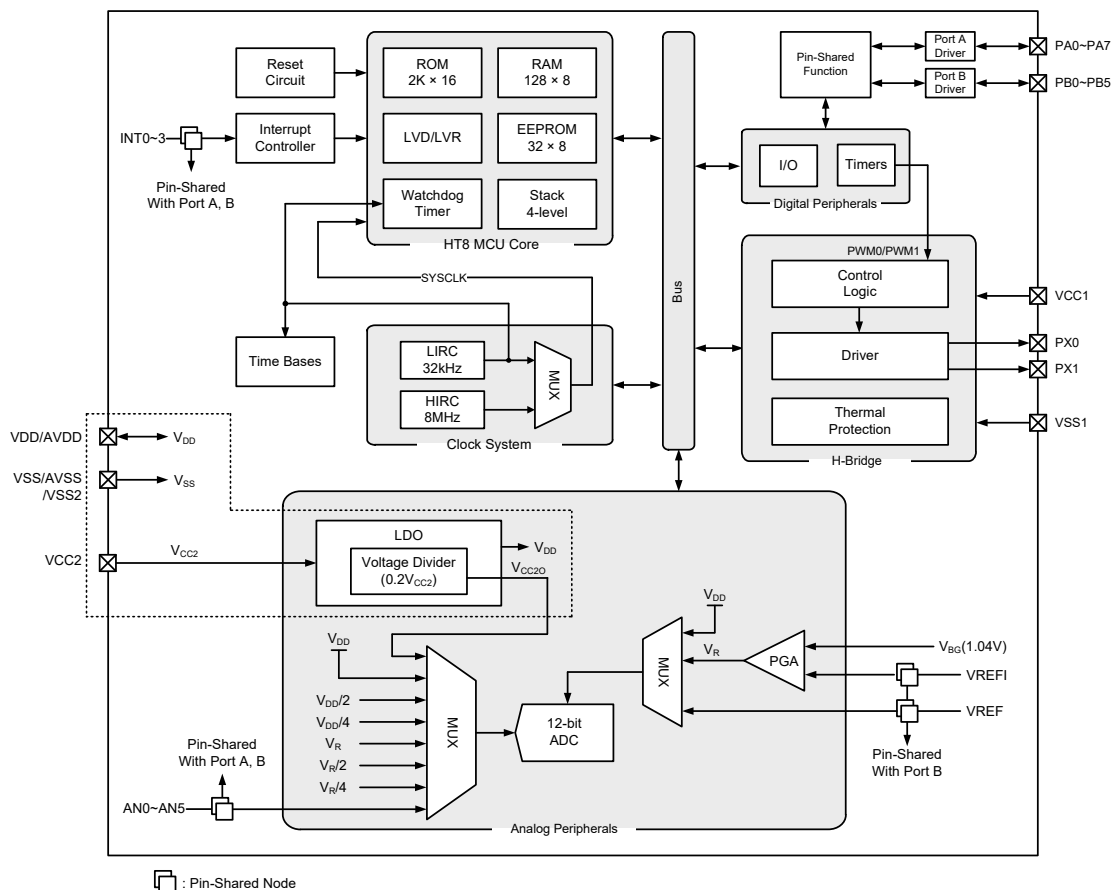 Reset
Circuit
ROM
2K × 16
RAM
128 × 8
Pin-Shared
Function
Port A
Driver
PA0~PA7
Port B
Driver
PB0~PB5
INT0~3
Interrupt
Controller
LVD/LVR
EEPROM
32 × 8
Pin-Shared
With Port A, B
Watchdog
Timer
Stack
4-level
HT8 MCU Core
I/O
Timers
Digital Peripherals
SYSCLK
Bus
PWM0/PWM1
Control
Logic
VCC1
Driver
PX0
PX1
Thermal
Protection
VSS1
H-Bridge
Time Bases
LIRC
32kHz
HIRC
8MHz
MUX
Clock System
VDD/AVDD
VDD
VSS/AVSS
/VSS2
VSS
VCC2
VCC2
LDO
Voltage Divider
(0.2VCC2)
VDD
VCC2O
VDD
VDD/2
VDD/4
VR
VR/2
VR/4
MUX
12-bit
ADC
VDD
MUX
VR
PGA
VBG(1.04V)
VREFI
VREF
Pin-Shared
With Port B
Pin-Shared
With Port A, B
AN0~AN5
Analog Peripherals
: Pin-Shared Node